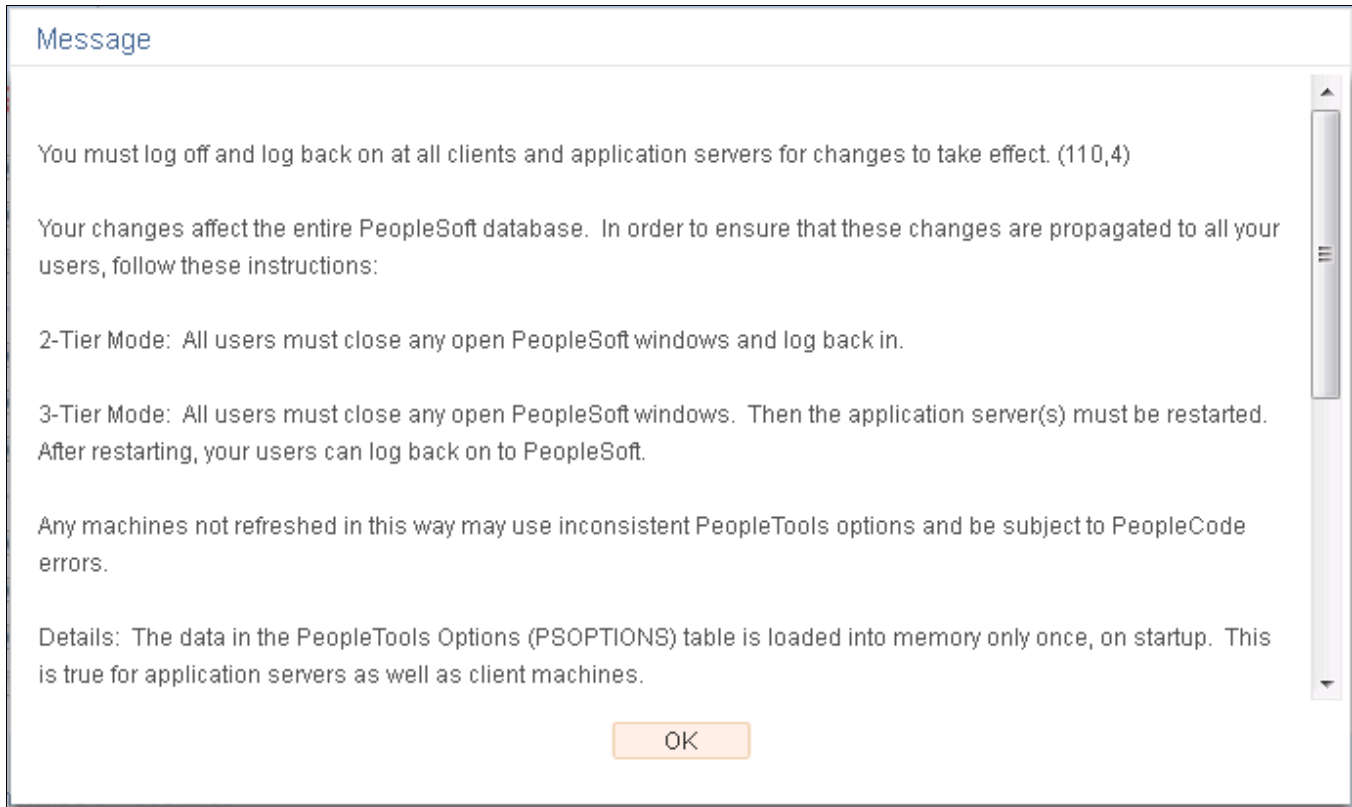 Message
You must log off and log back on at all clients and application servers for changes to take effect. (110,4)
Your changes affect the entire PeopleSoft database.  In order to ensure that these changes are propagated to all your
users, follow these instructions:
2-Tier Mode:  All users must close any open PeopleSoft windows and log back in.
3-Tier Mode:  All users must close any open PeopleSoft windows.  Then the application server(s) must be restarted.
After restarting, your users can log back on to PeopleSoft.
Any machines not refreshed in this way may use inconsistent PeopleTools options and be subject to PeopleCode
errors.
Details:  The data in the PeopleTools Options (PSOPTIONS) table is loaded into memory only once, on startup.  This
is true for application servers as well as client machines.
OK